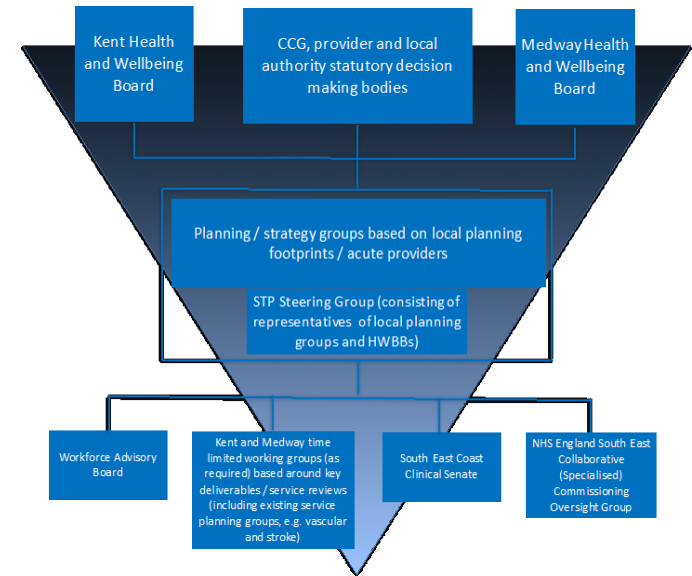 Kent Health
and Wellbeing
Board
CCG, provider and local
authority statutory decision
making bodies
Medway Health
and Wellbeing
Board
Planning / strategy groups based on local planning
footprints / acute providers
STP Steering Group (consisting of
representatives of local planning
groups and HWBBs)
Workforce Advisory
Board
Kent and Medway time
limited working groups (as
required) based around key
deliverables / service reviews
(including existing service
planning groups, e.g. vascular
and stroke)
South East Coast
Clinical Senate
NHS England South East
Collaborative
(Specialised)
Commissioning
Oversight Group